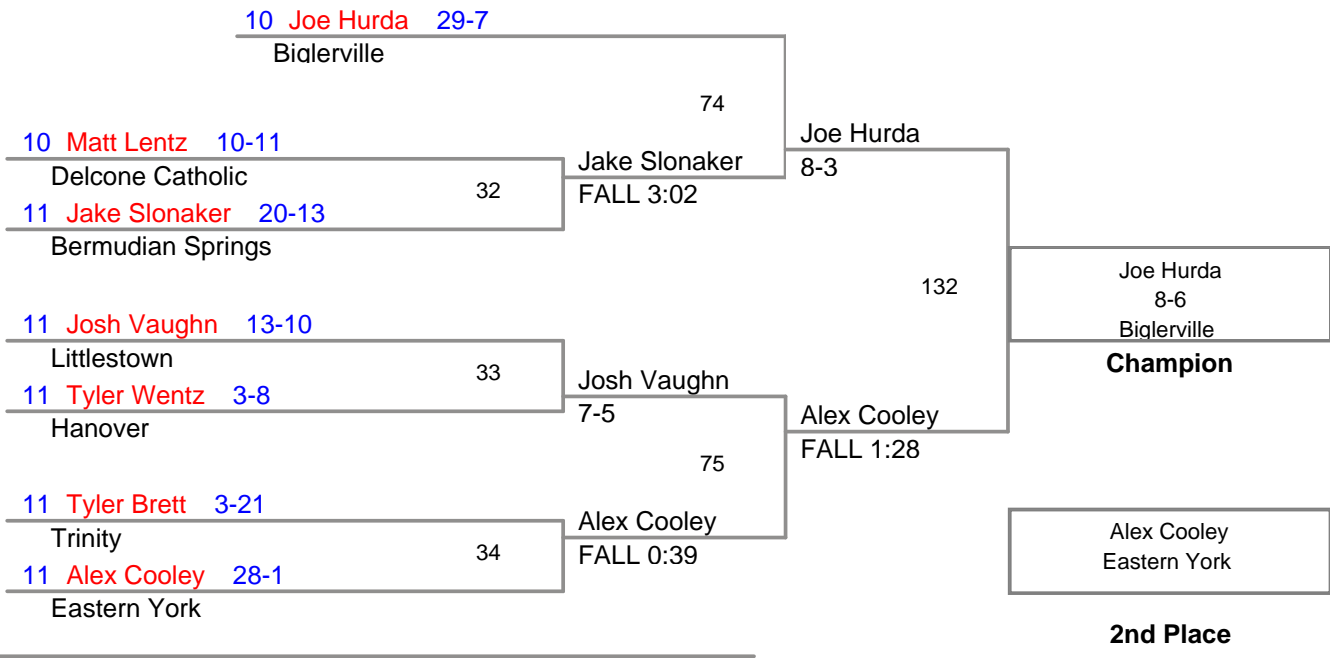 10 Joe Hurda 29-7
Biglerville
74
10 Matt Lentz 10-11
Delcone Catholic
32
11 Jake Slonaker 20-13
Bermudian Springs
Jake Slonaker
FALL 3:02
Joe Hurda
8-3
132
Joe Hurda
8-6
Biglerville
Champion
11 Josh Vaughn 13-10
Littlestown
33
11 Tyler Wentz 3-8
Hanover
Josh Vaughn
7-5
75
Alex Cooley
FALL 1:28
11 Tyler Brett 3-21
Trinity
34
11 Alex Cooley 28-1
Eastern York
Alex Cooley
FALL 0:39
Alex Cooley
Eastern York
2nd Place